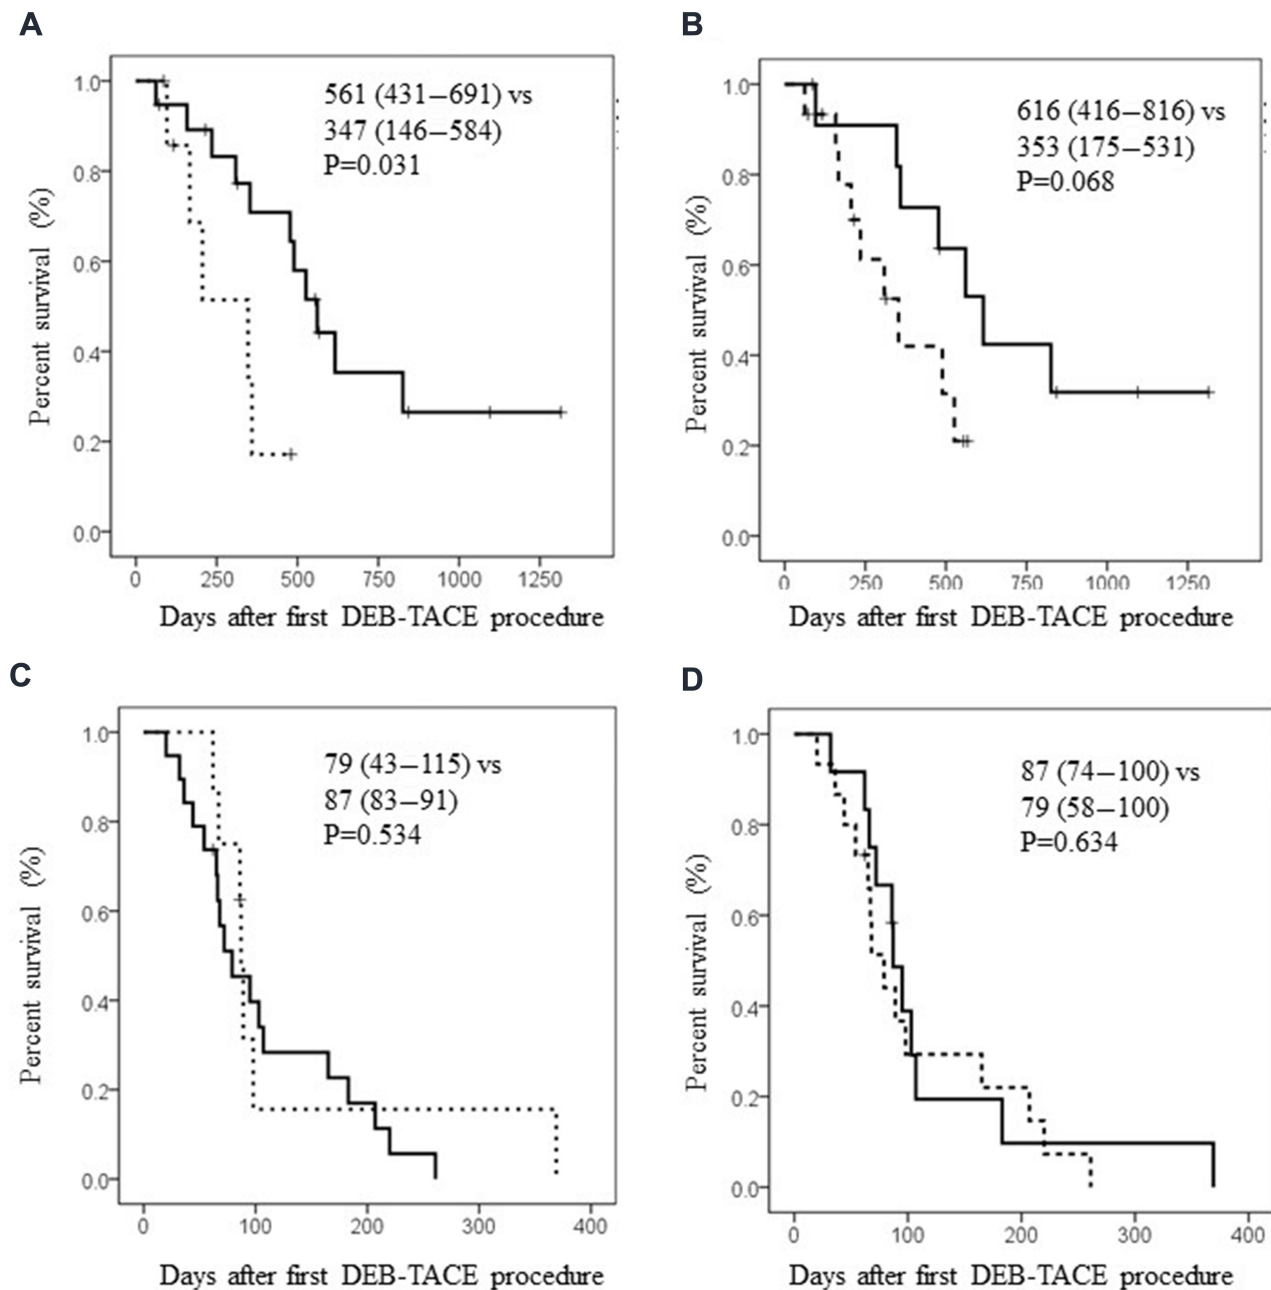 A
1.0
0.8
0.6
0.4
0.2
0.0
Percent survival (%)
561 (431–691) vs
347 (146–584)
P=0.031
0 250 500 750 1000 1250
Days after first DEB-TACE procedure
B
1.0
0.8
0.6
0.4
0.2
0.0
Percent survival (%)
616 (416–816) vs
353 (175–531)
P=0.068
0 250 500 750 1000 1250
Days after first DEB-TACE procedure
C
1.0
0.8
0.6
0.4
0.2
0.0
Percent survival (%)
79 (43–115) vs
87 (83–91)
P=0.534
0 100 200 300 400
Days after first DEB-TACE procedure
D
1.0
0.8
0.6
0.4
0.2
0.0
Percent survival (%)
87 (74–100) vs
79 (58–100)
P=0.634
0 100 200 300 400
Days after first DEB-TACE procedure